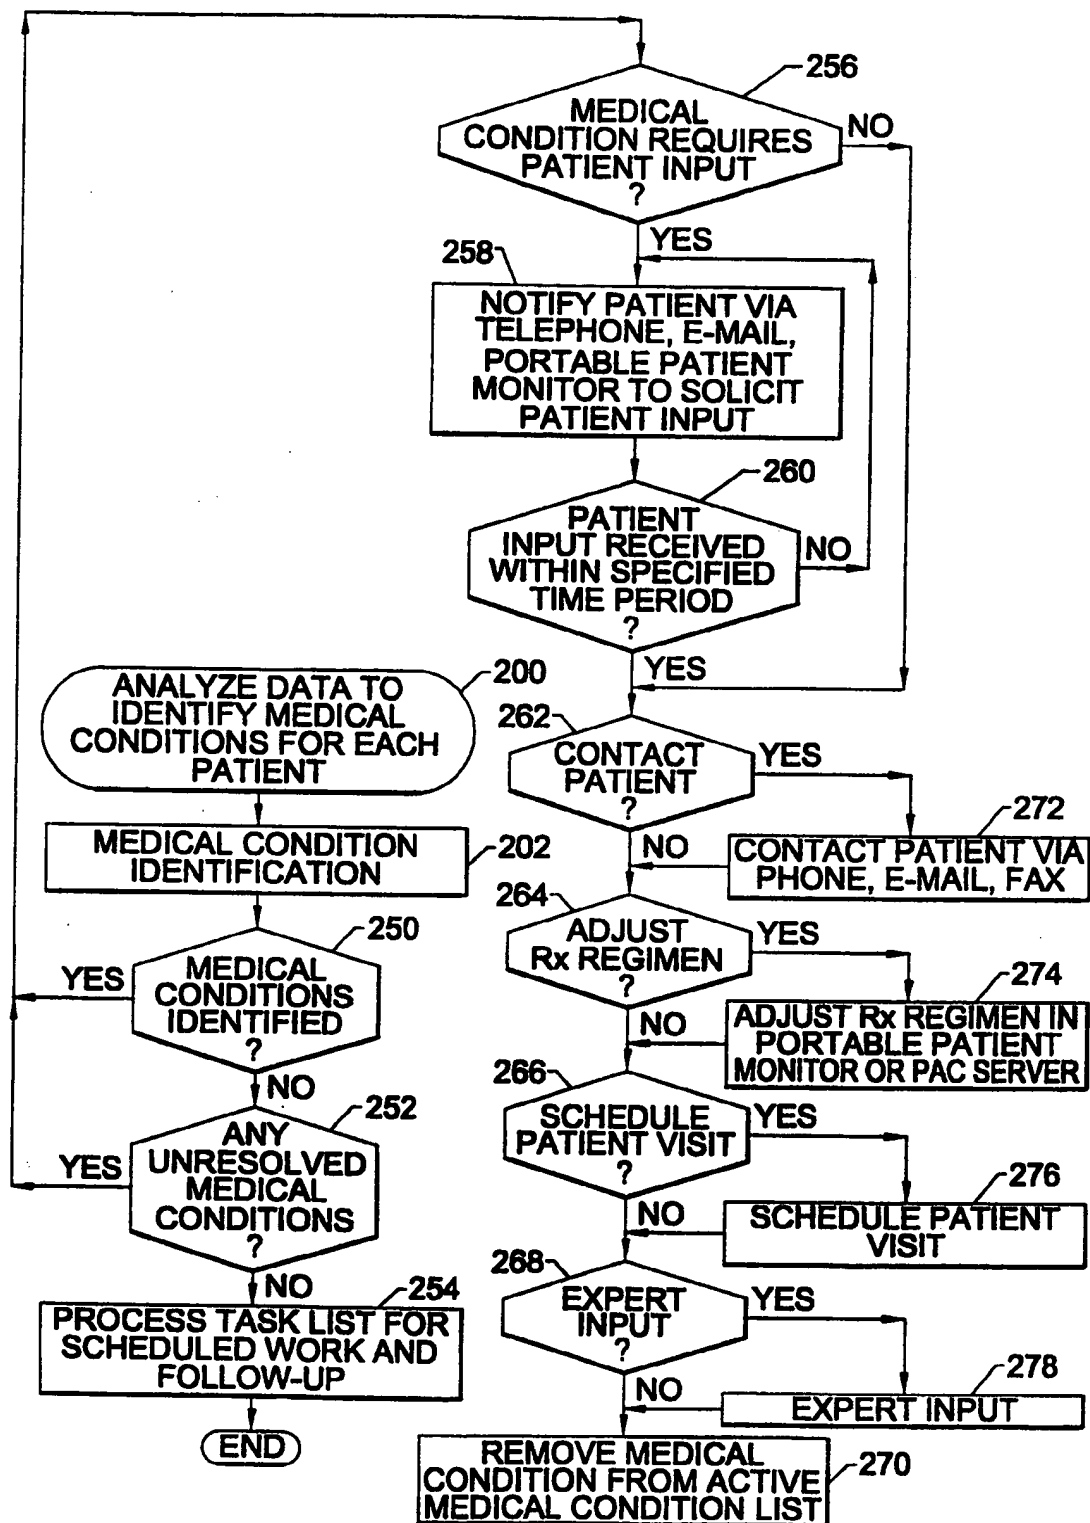 256
MEDICAL
CONDITION REQUIRES
PATIENT INPUT
?
NO
YES
258
NOTIFY PATIENT VIA
TELEPHONE, E-MAIL,
PORTABLE PATIENT
MONITOR TO SOLICIT
PATIENT INPUT
260
PATIENT
INPUT RECEIVED
WITHIN SPECIFIED
TIME PERIOD
?
NO
YES
200
ANALYZE DATA TO
IDENTIFY MEDICAL
CONDITIONS FOR EACH
PATIENT
202
MEDICAL CONDITION
IDENTIFICATION
250
MEDICAL
CONDITIONS
IDENTIFIED
?
YES
NO
252
ANY
UNRESOLVED
MEDICAL
CONDITIONS
?
YES
NO
254
PROCESS TASK LIST FOR
SCHEDULED WORK AND
FOLLOW-UP
END
262
CONTACT
PATIENT
?
YES
NO
272
CONTACT PATIENT VIA
PHONE, E-MAIL, FAX
264
ADJUST
Rx REGIMEN
?
YES
NO
274
ADJUST Rx REGIMEN IN
PORTABLE PATIENT
MONITOR OR PAC SERVER
266
SCHEDULE
PATIENT VISIT
?
YES
NO
276
SCHEDULE PATIENT
VISIT
268
EXPERT
INPUT
?
YES
NO
278
EXPERT INPUT
REMOVE MEDICAL
CONDITION FROM ACTIVE
MEDICAL CONDITION LIST
270